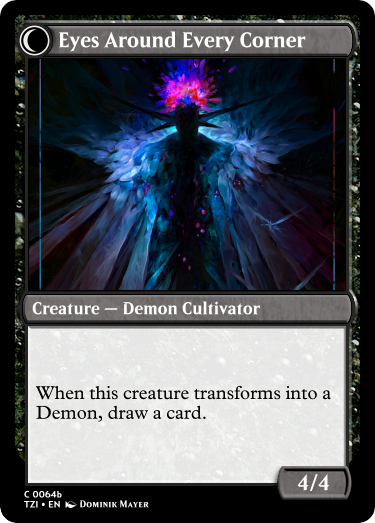 Eyes Around Every Corner
Creature — Demon Cultivator
When this creature transforms into a
Demon, draw a card.
4/4
C 0064b
TZI • EN Dominik Mayer